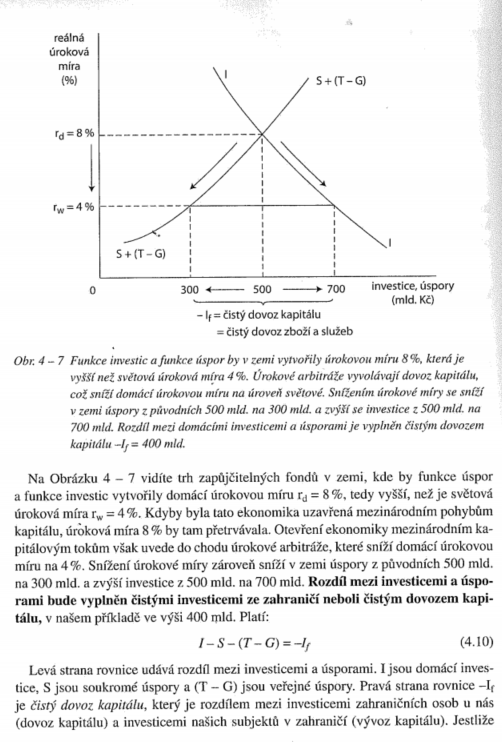 reálná
úroková
míra
(%)
I
S + (T – G)
r_d = 8 %
r_w = 4 %
S + (T – G)
I
0
300
500
700
investice, úspory
(mld. Kč)
– I_f = čistý dovoz kapitálu
= čistý dovoz zboží a služeb
Obr. 4 – 7 Funkce investic a funkce úspor by v zemi vytvořily úrokovou míru 8 %, která je
vyšší než světová úroková míra 4 %. Úrokové arbitráže vyvolávají dovoz kapitálu,
což sníží domácí úrokovou míru na úroveň světové. Snížením úrokové míry se sníží
v zemi úspory z původních 500 mld. na 300 mld. a zvýší se investice z 500 mld. na
700 mld. Rozdíl mezi domácími investicemi a úsporami je vyplněn čistým dovozem
kapitálu –I_f = 400 mld.
Na Obrázku 4 – 7 vidíte trh zapůjčitelných fondů v zemi, kde by funkce úspor
a funkce investic vytvořily domácí úrokovou míru r_d = 8 %, tedy vyšší, než je světová
úroková míra r_w = 4 %. Kdyby byla tato ekonomika uzavřená mezinárodním pohybům
kapitálu, úroková míra 8 % by tam přetrvávala. Otevření ekonomiky mezinárodním ka-
pitálovým tokům však uvede do chodu úrokové arbitráže, které sníží domácí úrokovou
míru na 4 %. Snížení úrokové míry zároveň sníží v zemi úspory z původních 500 mld.
na 300 mld. a zvýší investice z 500 mld. na 700 mld. Rozdíl mezi investicemi a úspo-
rami bude vyplněn čistými investicemi ze zahraničí neboli čistým dovozem kapi-
tálu, v našem příkladě ve výši 400 mld. Platí:
I – S – (T – G) = –I_f (4.10)
Levá strana rovnice udává rozdíl mezi investicemi a úsporami. I jsou domácí inves-
tice, S jsou soukromé úspory a (T – G) jsou veřejné úspory. Pravá strana rovnice –I_f
je čistý dovoz kapitálu, který je rozdílem mezi investicemi zahraničních osob u nás
(dovoz kapitálu) a investicemi našich subjektů v zahraničí (vývoz kapitálu). Jestliže